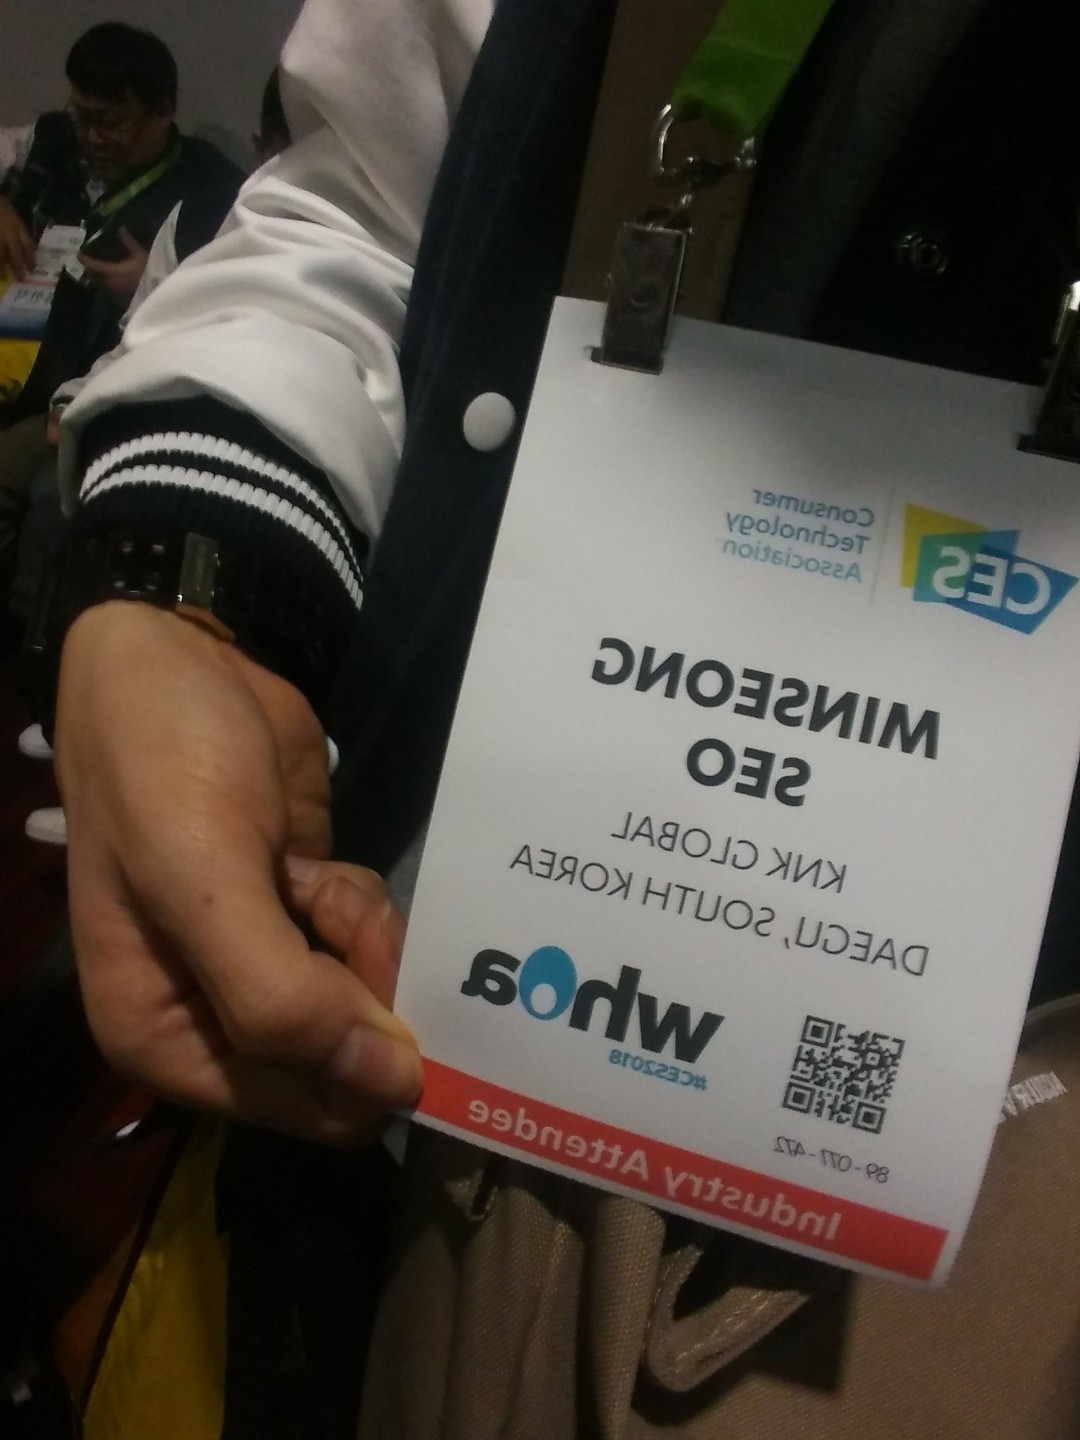 CES
Consumer
Technology
Association
MINSEONG
SEO
KNK GLOBAL
DAEGU, SOUTH KOREA
whoa
#CES2018
89-077-472
Industry Attendee